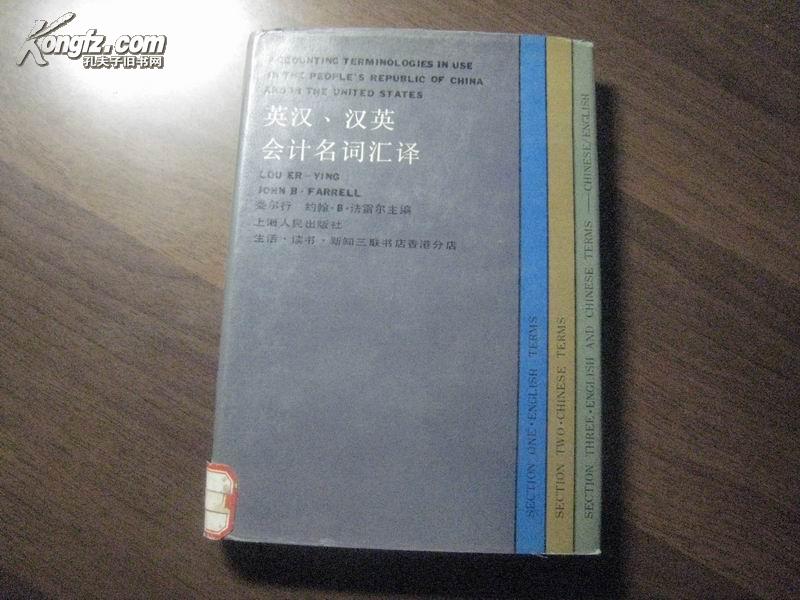 Kongfz.com
孔夫子旧书网
ACCOUNTING TERMINOLOGIES IN USE
IN THE PEOPLE'S REPUBLIC OF CHINA
AND IN THE UNITED STATES
英汉、汉英
会计名词汇译
LOU ER-YING
JOHN B·FARRELL
娄尔行 约翰·B·法雷尔主编
上海人民出版社
生活·读书·新知三联书店香港分店
SECTION ONE·ENGLISH TERMS
SECTION TWO·CHINESE TERMS
SECTION THREE·ENGLISH AND CHINESE TERMS——CHINESE/ENGLISH